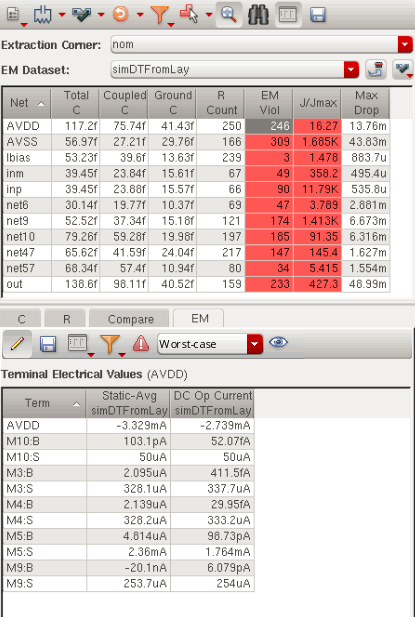 Extraction Corner: nom
EM Dataset: simDTFromLay
Net Total C Coupled C Ground C R Count EM Viol J/Jmax Max Drop
AVDD 117.2f 75.74f 41.43f 250 246 16.27 13.76m
AVSS 56.97f 27.21f 29.76f 166 309 1.685K 43.83m
Ibias 53.23f 39.6f 13.63f 239 3 1.478 883.7u
inm 39.45f 23.84f 15.61f 67 49 358.2 495.4u
inp 39.45f 23.88f 15.57f 66 90 11.79K 535.8u
net6 30.14f 19.77f 10.37f 69 47 3.789 2.881m
net9 52.52f 37.34f 15.18f 121 174 1.413K 6.673m
net10 79.26f 59.28f 19.98f 197 185 91.35 6.316m
net47 65.62f 41.59f 24.04f 217 147 145.4 1.627m
net57 68.34f 57.4f 10.94f 80 34 5.415 1.554m
out 138.6f 98.11f 40.52f 159 233 427.3 48.99m
C R Compare EM
Worst-case
Terminal Electrical Values (AVDD)
Term Static-Avg simDTFromLay DC Op Current simDTFromLay
AVDD -3.329mA -2.739mA
M10:B 103.1pA 52.07fA
M10:S 50uA 50uA
M3:B 2.095uA 411.5fA
M3:S 328.1uA 337.7uA
M4:B 2.139uA 29.95fA
M4:S 328.2uA 333.2uA
M5:B 4.814uA 98.73pA
M5:S 2.36mA 1.764mA
M9:B -20.1nA 6.079pA
M9:S 253.7uA 254uA